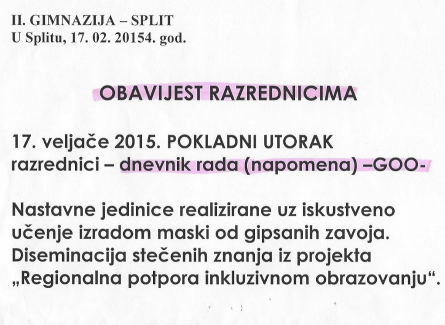 II. GIMNAZIJA – SPLIT
U Splitu, 17. 02. 20154. god.
OBAVIJEST RAZREDNICIMA
17. veljače 2015. POKLADNI UTORAK
razrednici – dnevnik rada (napomena) –GOO-
Nastavne jedinice realizirane uz iskustveno
učenje izradom maski od gipsanih zavoja.
Diseminacija stečenih znanja iz projekta
„Regionalna potpora inkluzivnom obrazovanju“.